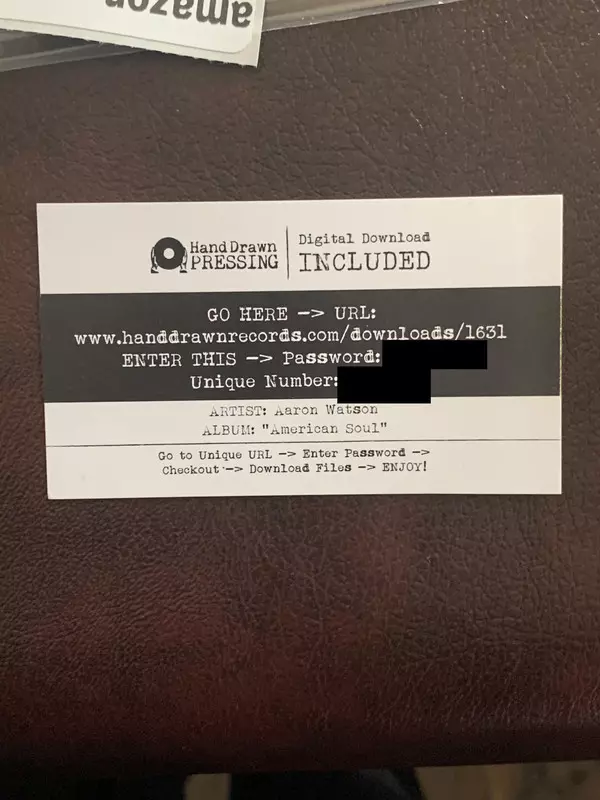 amazon
Hand Drawn
PRESSING
Digital Download
INCLUDED
GO HERE –> URL:
www.handdrawnrecords.com/downloads/1631
ENTER THIS –> Password:
Unique Number:
ARTIST: Aaron Watson
ALBUM: "American Soul"
Go to Unique URL –> Enter Password –>
Checkout –> Download Files –> ENJOY!